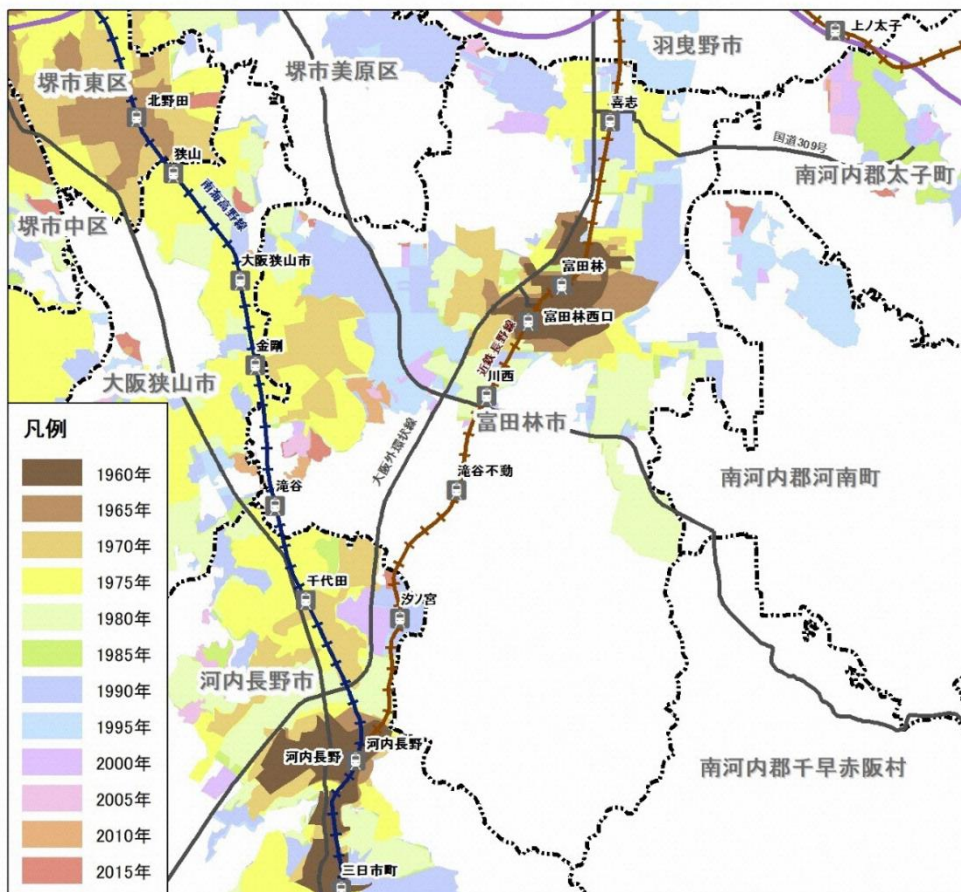 上ノ太子
羽曳野市
堺市美原区
堺市東区
北野田
喜志
国道309号
狭山
南河内郡太子町
南海高野線
堺市中区
大阪狭山市
富田林
富田林西口
近鉄長野線
金剛
大阪狭山市
川西
富田林市
大阪外環状線
滝谷不動
南河内郡河南町
滝谷
千代田
汐ノ宮
河内長野市
河内長野
河内長野
南河内郡千早赤阪村
三日市町
凡例
1960年
1965年
1970年
1975年
1980年
1985年
1990年
1995年
2000年
2005年
2010年
2015年